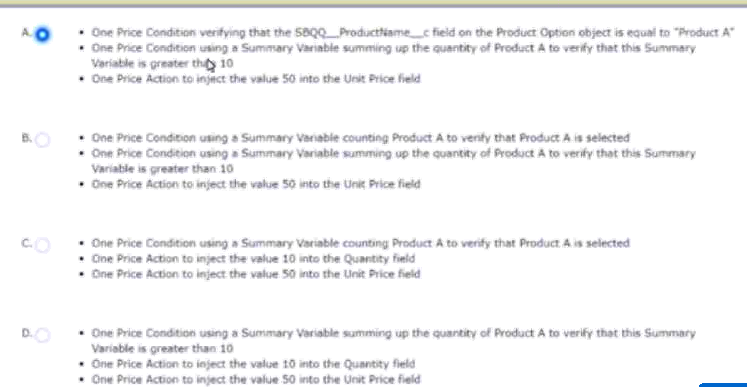 A. • One Price Condition verifying that the SBQQ__ProductName__c field on the Product Option object is equal to "Product A"
• One Price Condition using a Summary Variable summing up the quantity of Product A to verify that this Summary
Variable is greater than 10
• One Price Action to inject the value 50 into the Unit Price field
B. • One Price Condition using a Summary Variable counting Product A to verify that Product A is selected
• One Price Condition using a Summary Variable summing up the quantity of Product A to verify that this Summary
Variable is greater than 10
• One Price Action to inject the value 50 into the Unit Price field
C. • One Price Condition using a Summary Variable counting Product A to verify that Product A is selected
• One Price Action to inject the value 10 into the Quantity field
• One Price Action to inject the value 50 into the Unit Price field
D. • One Price Condition using a Summary Variable summing up the quantity of Product A to verify that this Summary
Variable is greater than 10
• One Price Action to inject the value 10 into the Quantity field
• One Price Action to inject the value 50 into the Unit Price field